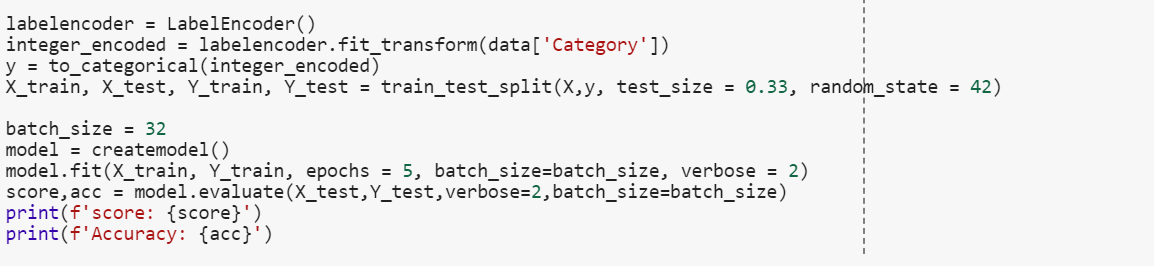 labelencoder = LabelEncoder()
integer_encoded = labelencoder.fit_transform(data['Category'])
y = to_categorical(integer_encoded)
X_train, X_test, Y_train, Y_test = train_test_split(X,y, test_size = 0.33, random_state = 42)
batch_size = 32
model = createmodel()
model.fit(X_train, Y_train, epochs = 5, batch_size=batch_size, verbose = 2)
score,acc = model.evaluate(X_test,Y_test,verbose=2,batch_size=batch_size)
print(f'score: {score}')
print(f'Accuracy: {acc}')